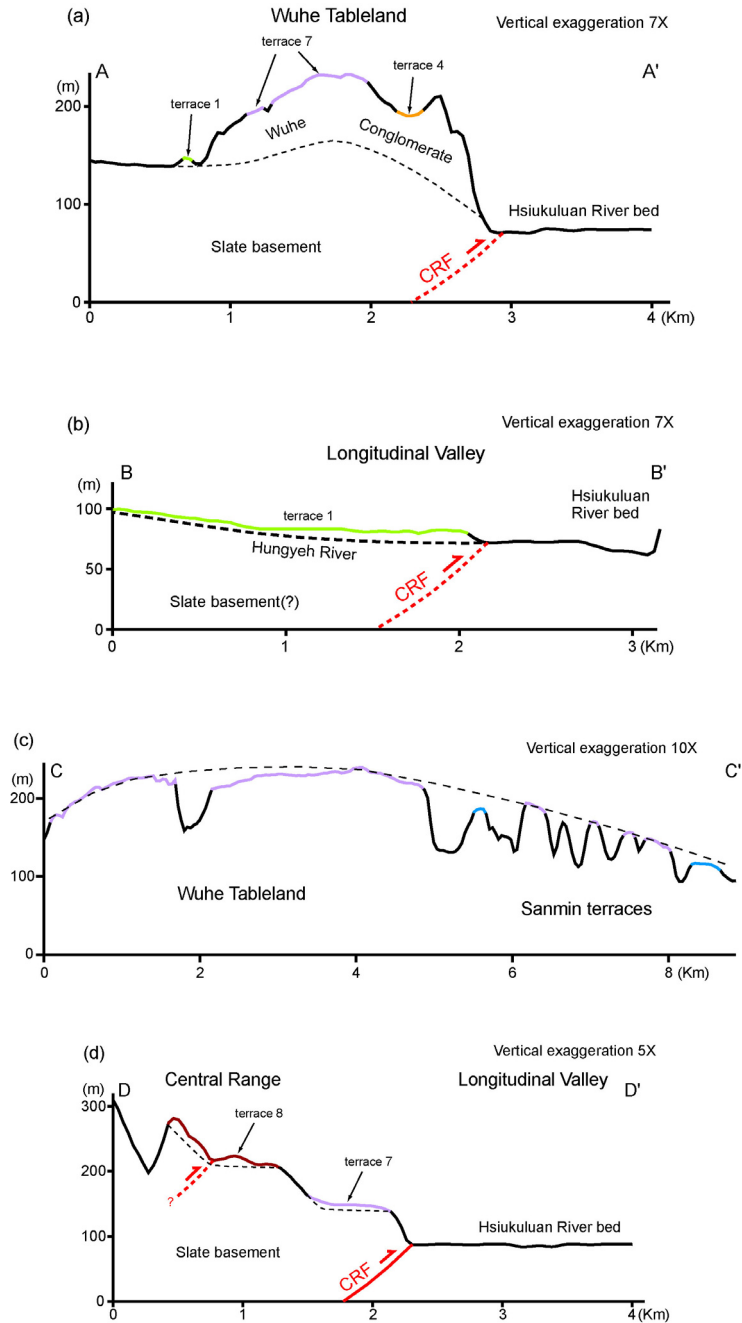 (a)
Wuhe Tableland
Vertical exaggeration 7X
(m)
A
A'
terrace 7
terrace 4
terrace 1
200
Wuhe
Conglomerate
100
Hsiukuluan River bed
Slate basement
CRF
0
0 1 2 3 4 (Km)
(b)
Vertical exaggeration 7X
Longitudinal Valley
(m)
B
B'
Hsiukuluan
River bed
100
terrace 1
Hungyeh River
50
CRF
Slate basement(?)
0
0 1 2 3 (Km)
(c)
Vertical exaggeration 10X
(m)
C
C'
200
100
Wuhe Tableland
Sanmin terraces
0
0 2 4 6 8 (Km)
(d)
Vertical exaggeration 5X
(m)
D
Central Range
Longitudinal Valley
D'
300
terrace 8
200
terrace 7
?
Hsiukuluan River bed
100
Slate basement
CRF
0
0 1 2 3 4 (Km)